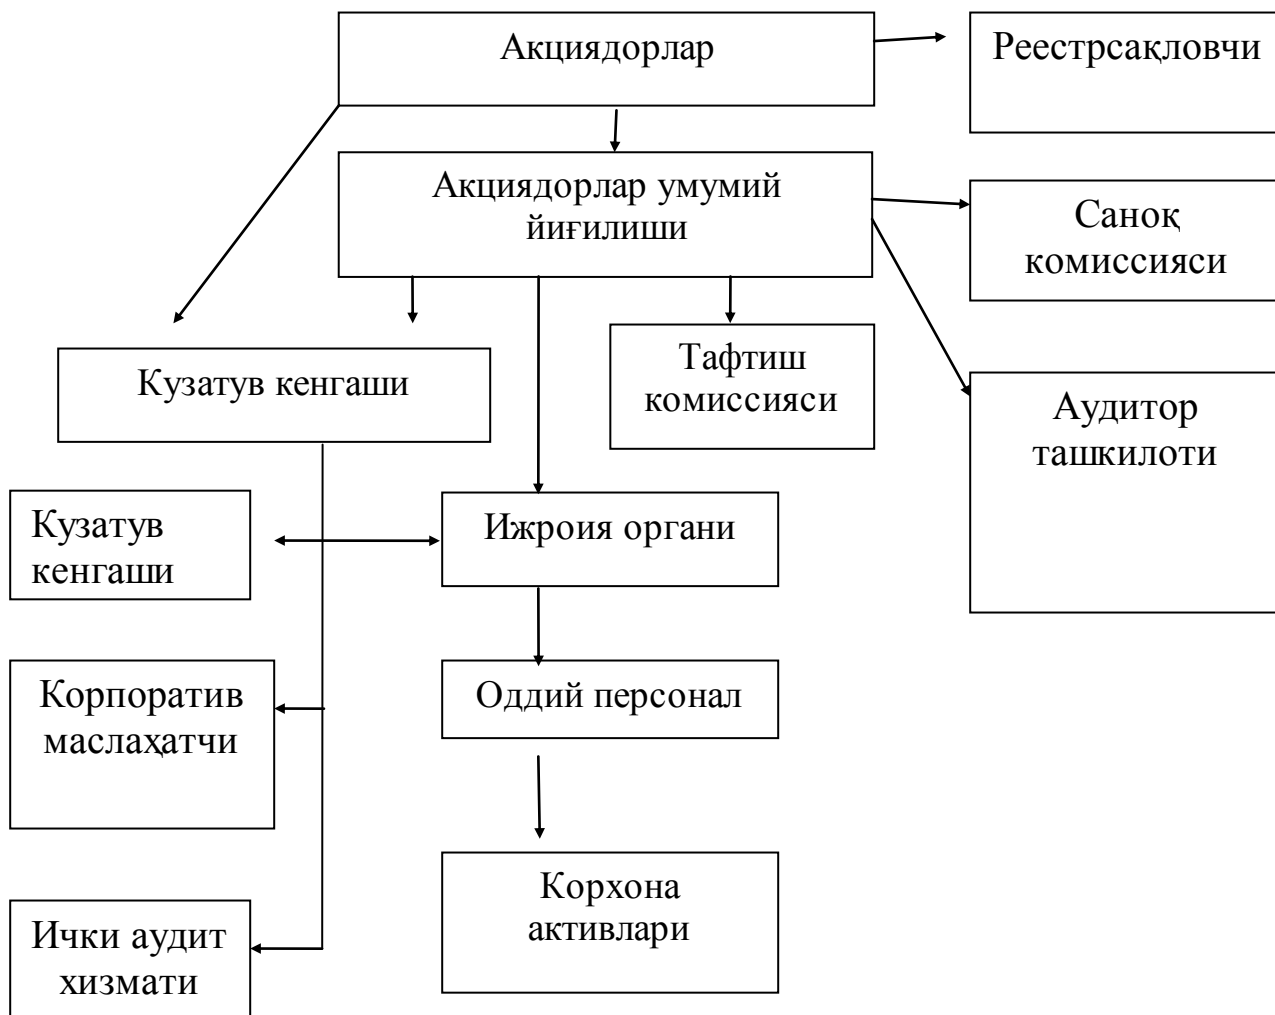 Акциядорлар
Реестрсақловчи
Акциядорлар умумий
йиғилиши
Саноқ
комиссияси
Кузатув кенгаши
Тафтиш
комиссияси
Аудитор
ташкилоти
Кузатув
кенгаши
Ижроия органи
Корпоратив
маслаҳатчи
Оддий персонал
Корхона
активлари
Ички аудит
хизмати